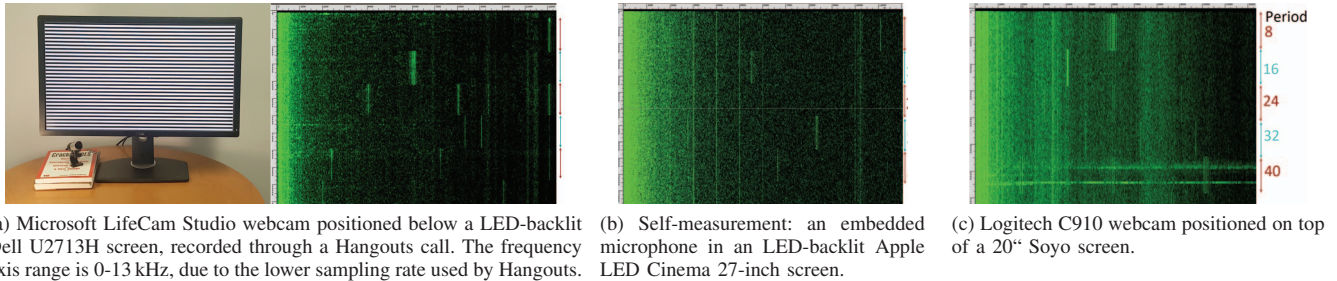 Period
8
16
24
32
40
a) Microsoft LifeCam Studio webcam positioned below a LED-backlit
Dell U2713H screen, recorded through a Hangouts call. The frequency
xis range is 0-13 kHz, due to the lower sampling rate used by Hangouts.
(b) Self-measurement: an embedded
microphone in an LED-backlit Apple
LED Cinema 27-inch screen.
(c) Logitech C910 webcam positioned on top
of a 20“ Soyo screen.